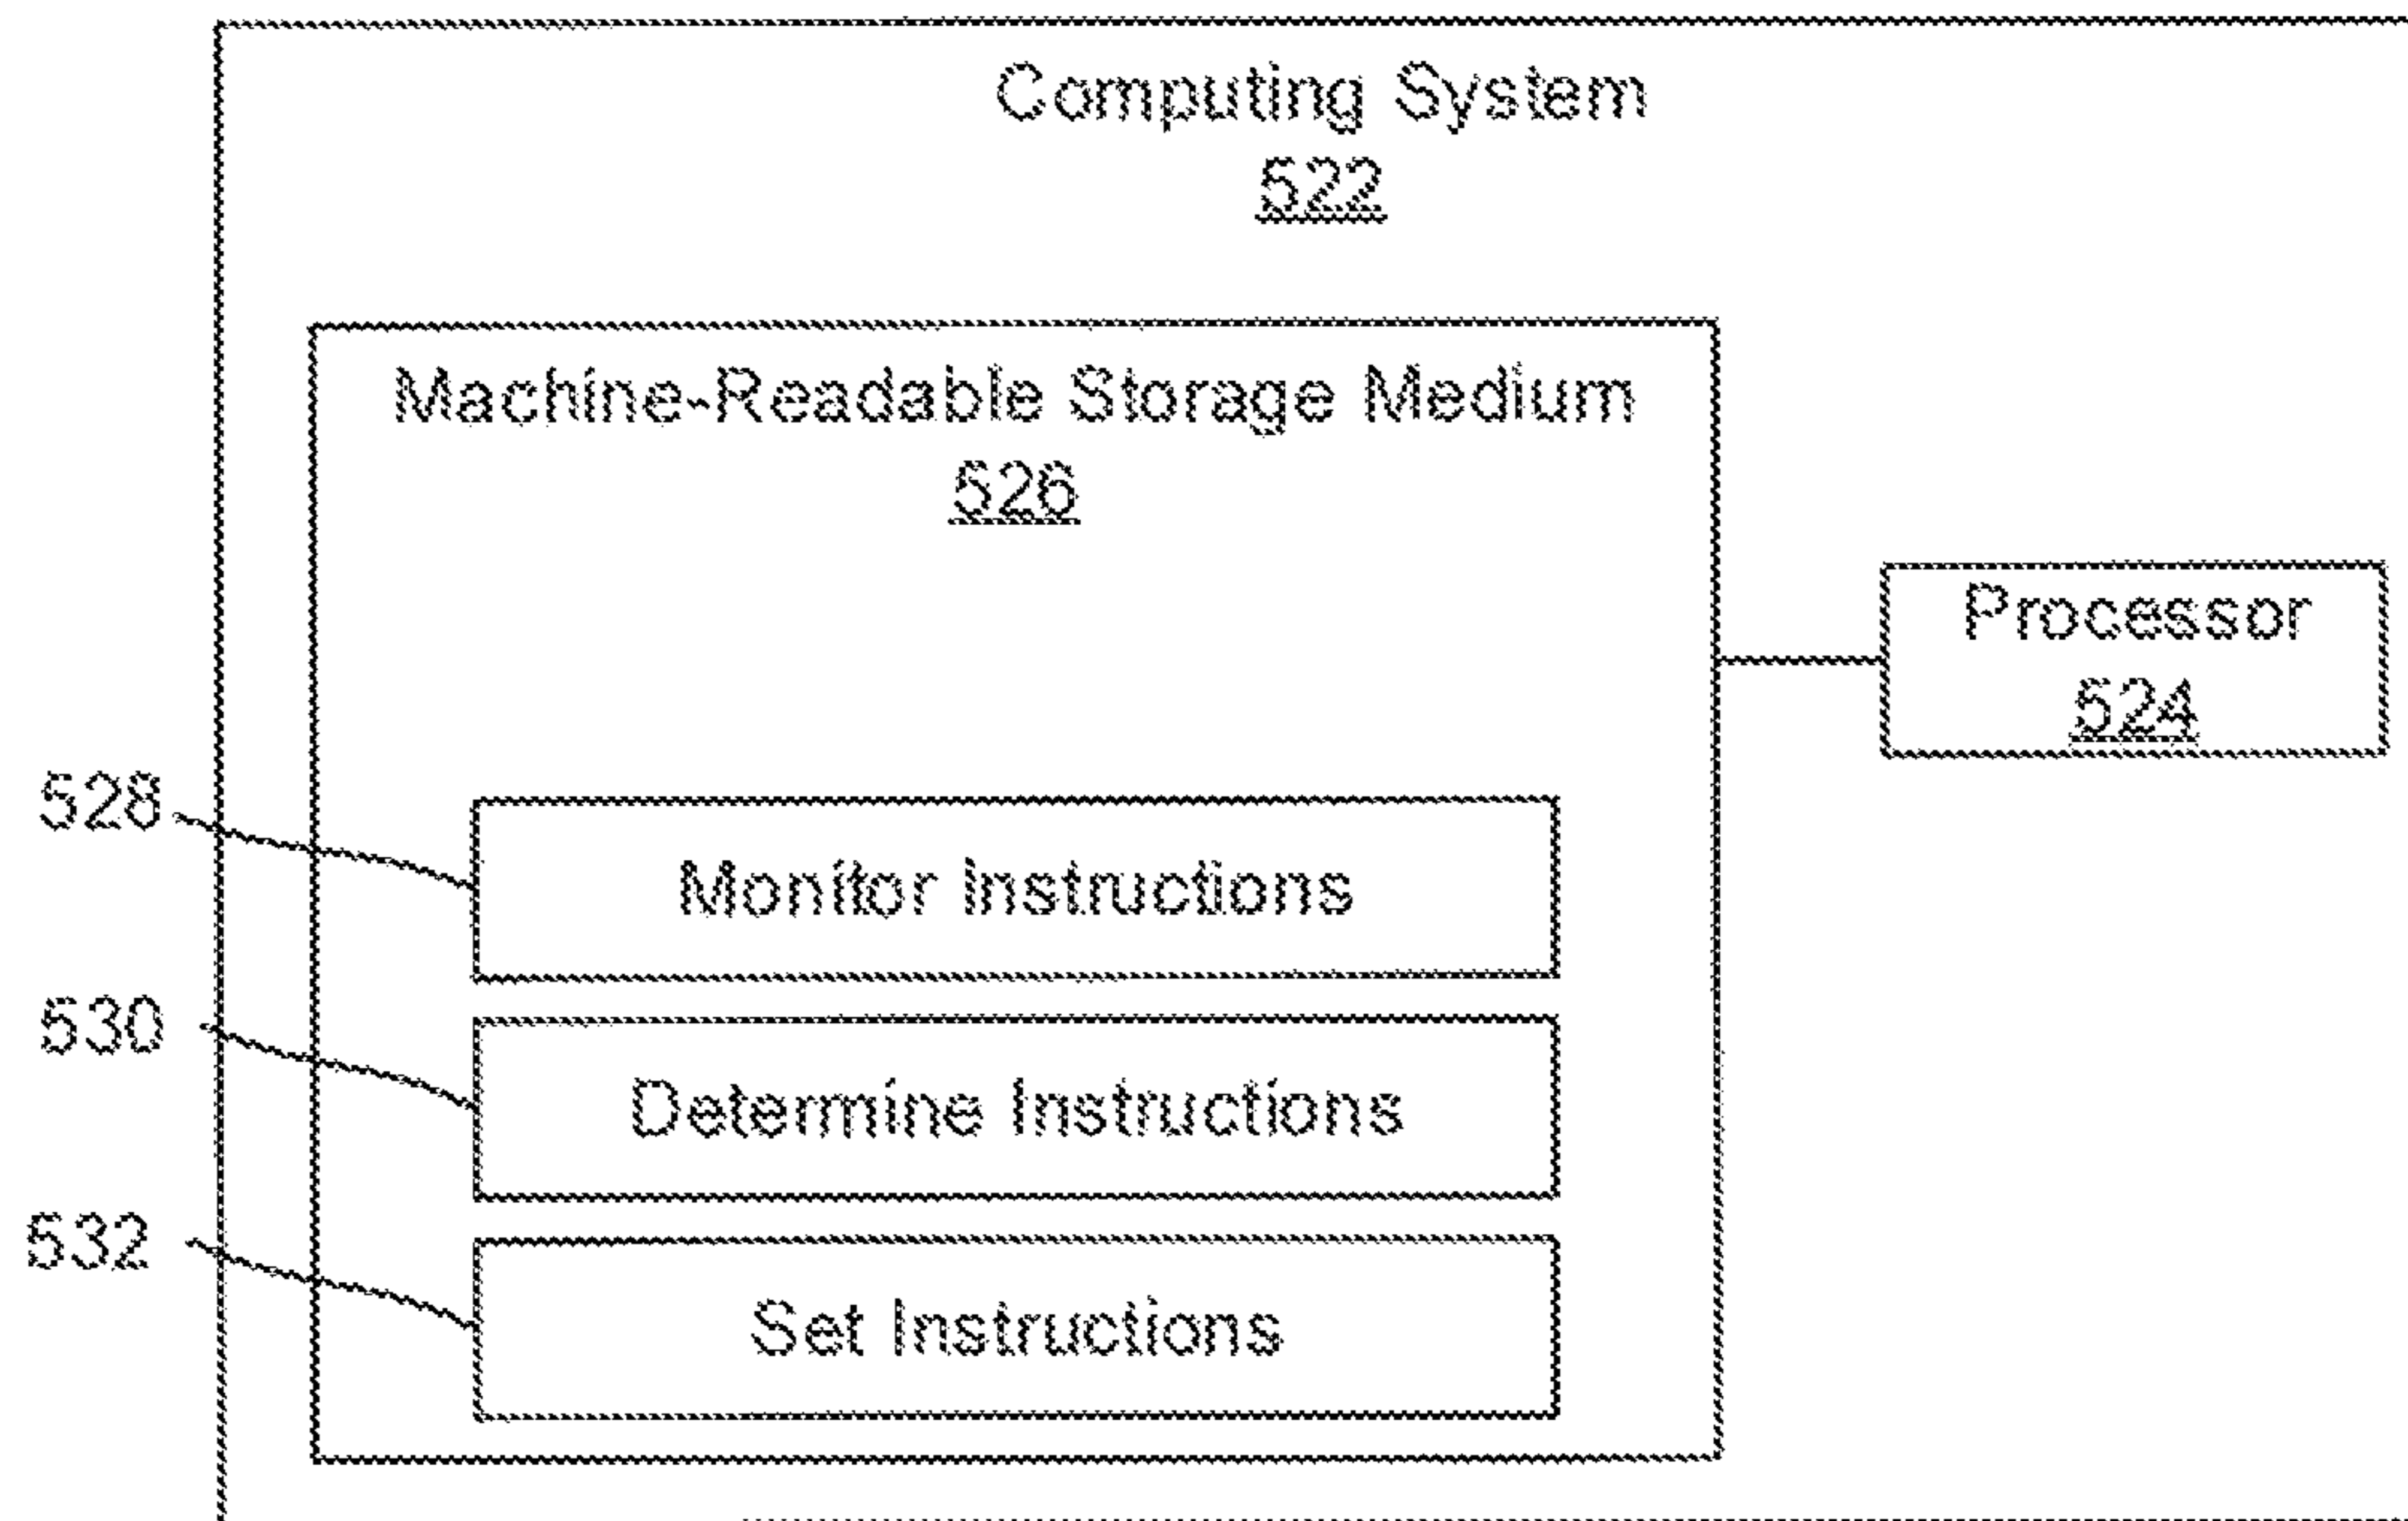 Computing System
522
Machine-Readable Storage Medium
526
Processor
524
528
Monitor Instructions
530
Determine Instructions
532
Set Instructions